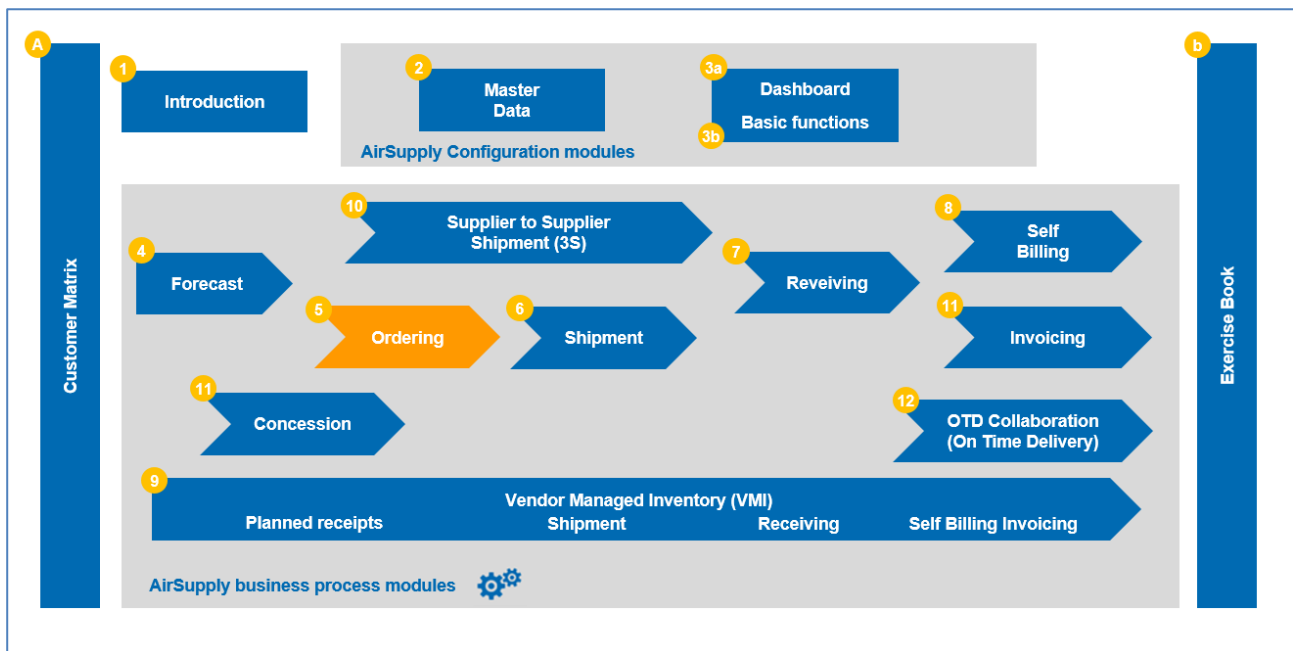 A
Customer Matrix
1
Introduction
2
Master
Data
3a
Dashboard
Basic functions
3b
AirSupply Configuration modules
10
Supplier to Supplier
Shipment (3S)
8
Self
Billing
4
Forecast
7
Reveiving
5
Ordering
6
Shipment
11
Invoicing
11
Concession
12
OTD Collaboration
(On Time Delivery)
9
Vendor Managed Inventory (VMI)
Planned receipts
Shipment
Receiving
Self Billing Invoicing
AirSupply business process modules
b
Exercise Book